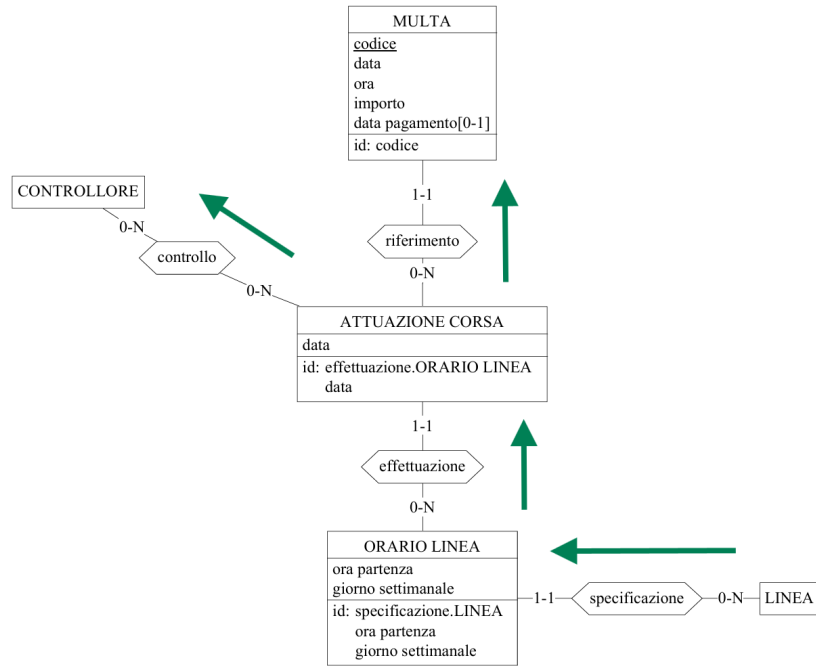 MULTA
codice
data
ora
importo
data pagamento[0-1]
id: codice
1-1
CONTROLLORE
0-N
riferimento
controllo
0-N
0-N
ATTUAZIONE CORSA
data
id: effettuazione.ORARIO LINEA
data
1-1
effettuazione
0-N
ORARIO LINEA
ora partenza
giorno settimanale
1-1 specificazione 0-N LINEA
id: specificazione.LINEA
ora partenza
giorno settimanale